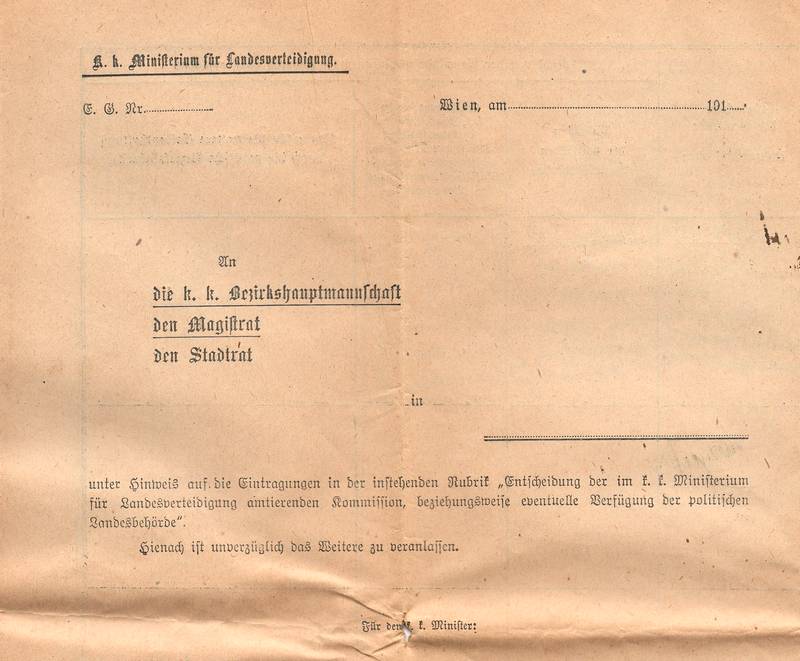 K. k. Ministerium für Landesverteidigung.
E. G. Nr.
Wien, am 191
An
die k. k. Bezirkshauptmannschaft
den Magistrat
den Stadtrat
in
unter Hinweis auf die Eintragungen in der instehenden Rubrik „Entscheidung der im k. k. Ministerium
für Landesverteidigung amtierenden Kommission, beziehungsweise eventuelle Verfügung der politischen
Landesbehörde“.
Hienach ist unverzüglich das Weitere zu veranlassen.
Für den k. k. Minister: